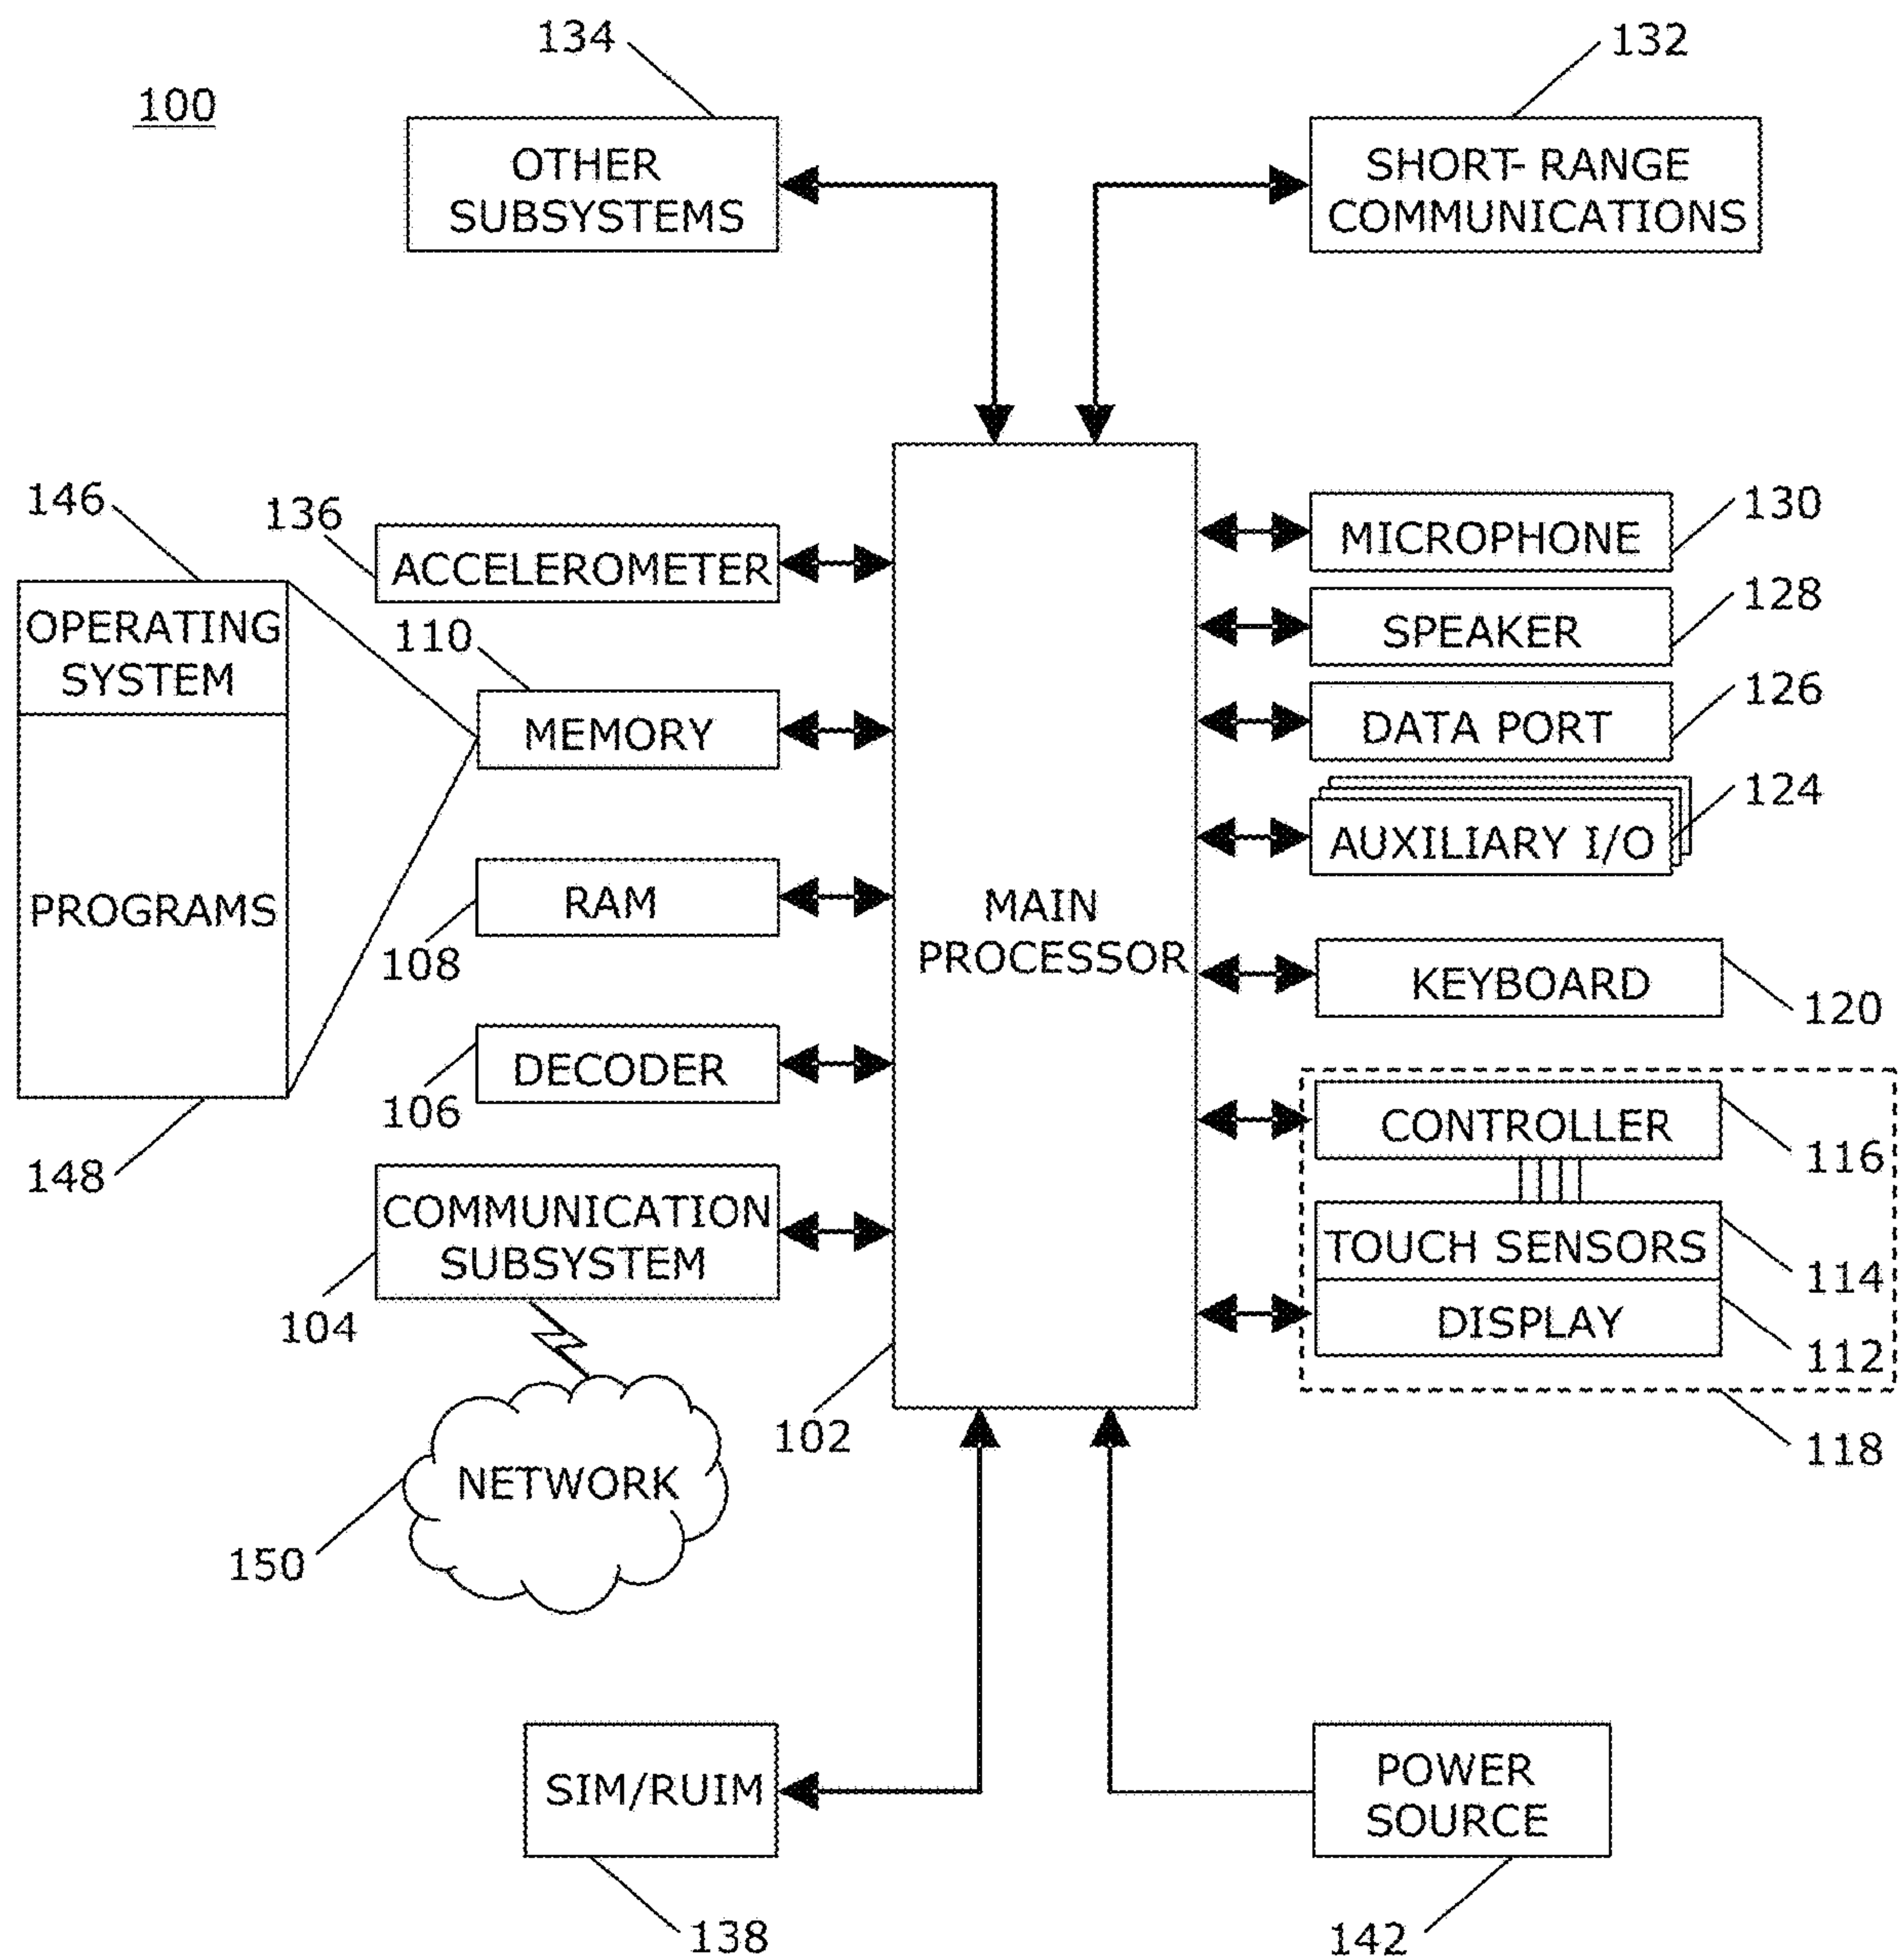 134
132
100
OTHER
SUBSYSTEMS
SHORT-RANGE
COMMUNICATIONS
146
136
ACCELEROMETER
MICROPHONE
130
OPERATING
SYSTEM
110
SPEAKER
128
MEMORY
DATA PORT
126
AUXILIARY I/O
124
PROGRAMS
RAM
108
MAIN
PROCESSOR
KEYBOARD
120
DECODER
106
CONTROLLER
116
148
COMMUNICATION
SUBSYSTEM
104
TOUCH SENSORS
114
DISPLAY
112
102
118
NETWORK
150
SIM/RUIM
138
POWER
SOURCE
142